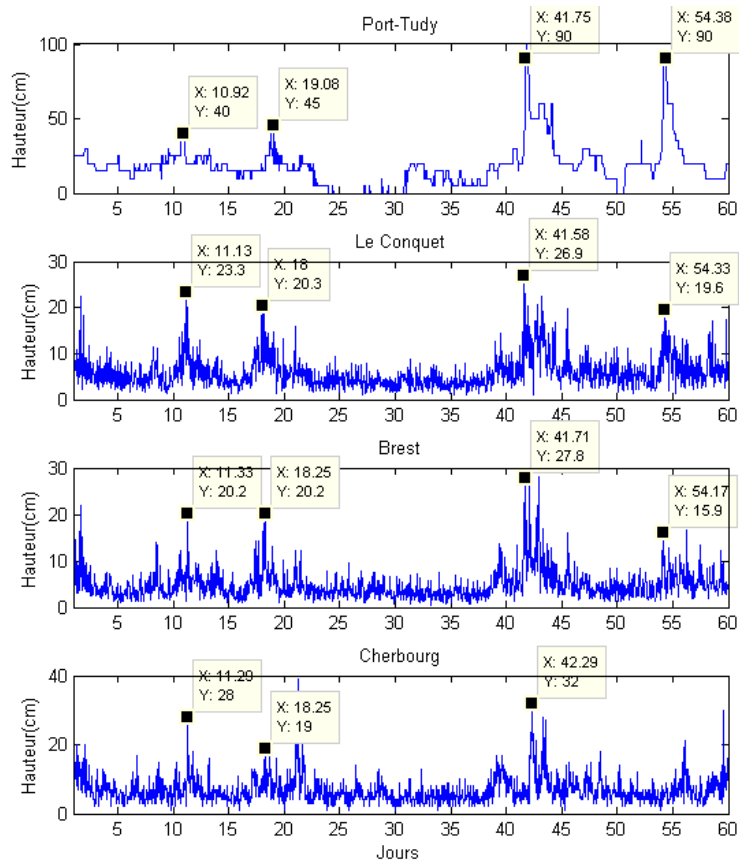 Port-Tudy
X: 41.75
Y: 90
X: 54.38
Y: 90
X: 10.92
Y: 40
X: 19.08
Y: 45
Hauteur(cm)
100
50
0
5 10 15 20 25 30 35 40 45 50 55 60
Le Conquet
X: 11.13
Y: 23.3
X: 18
Y: 20.3
X: 41.58
Y: 26.9
X: 54.33
Y: 19.6
Hauteur(cm)
30
20
10
0
5 10 15 20 25 30 35 40 45 50 55 60
Brest
X: 11.33
Y: 20.2
X: 18.25
Y: 20.2
X: 41.71
Y: 27.8
X: 54.17
Y: 15.9
Hauteur(cm)
30
20
10
0
5 10 15 20 25 30 35 40 45 50 55 60
Cherbourg
X: 11.29
Y: 28
X: 18.25
Y: 19
X: 42.29
Y: 32
Hauteur(cm)
40
20
0
5 10 15 20 25 30 35 40 45 50 55 60
Jours